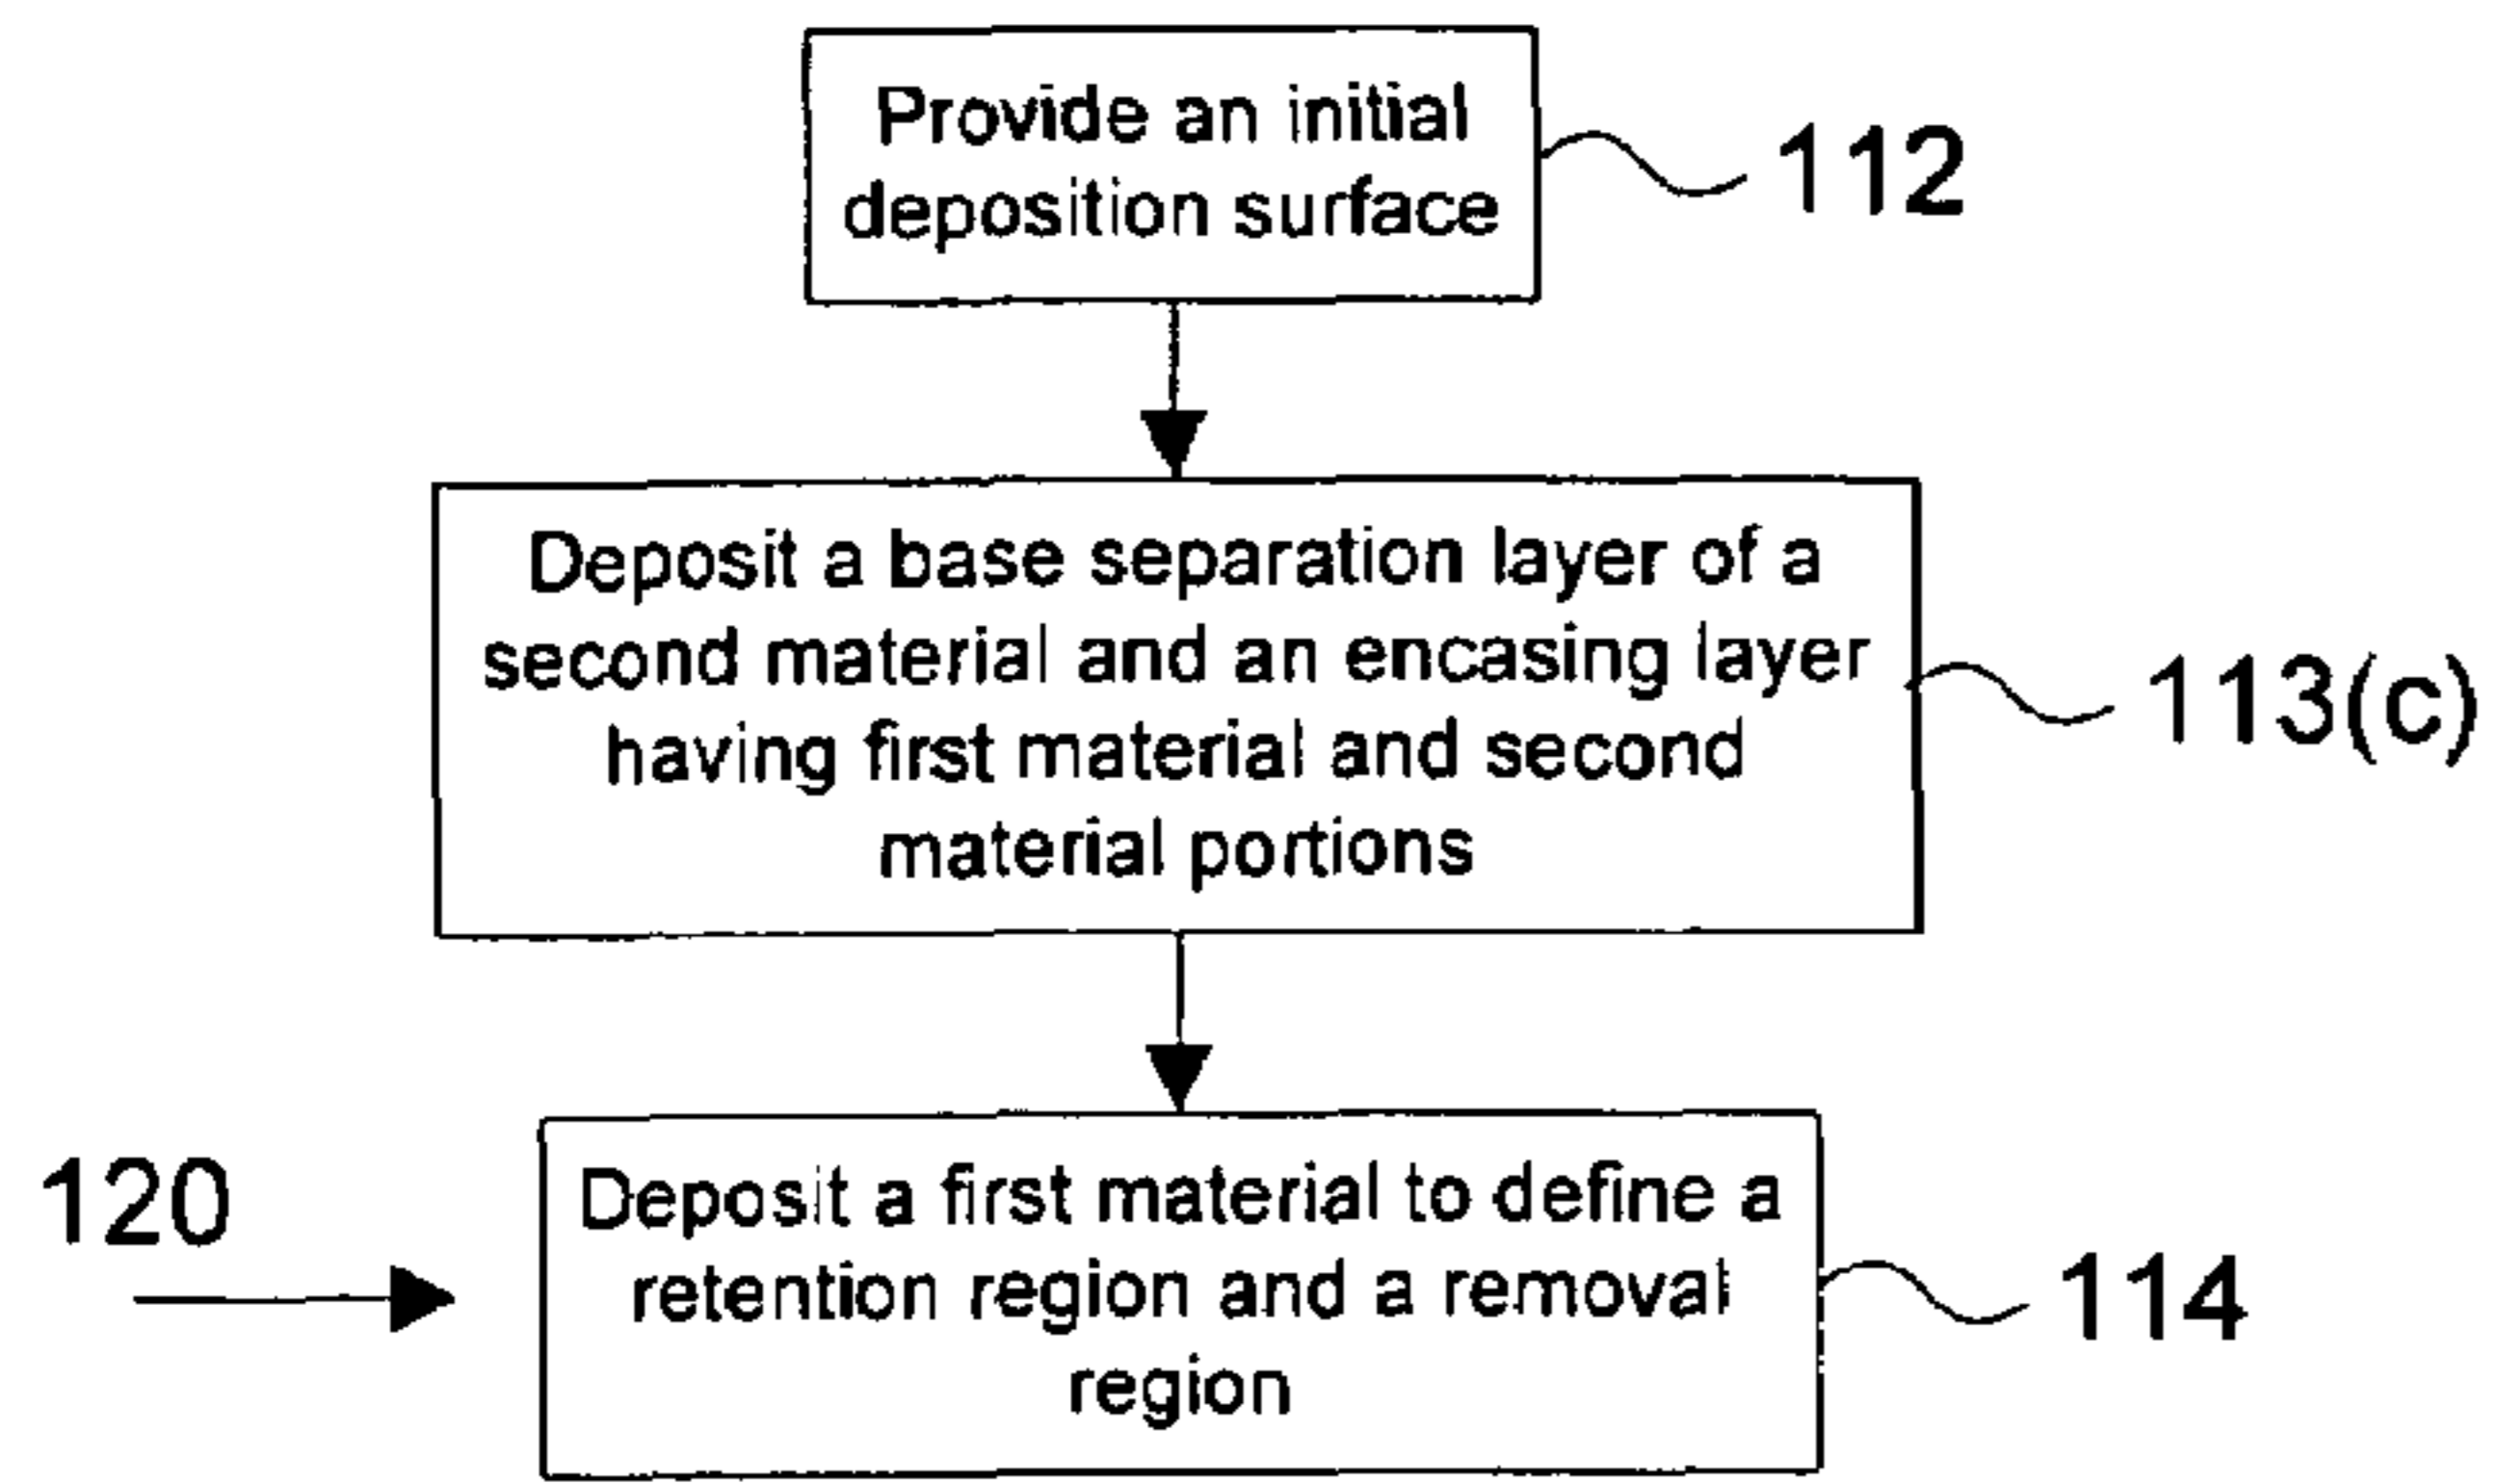 Provide an initial
deposition surface
112
Deposit a base separation layer of a
second material and an encasing layer
having first material and second
material portions
113(c)
120
Deposit a first material to define a
retention region and a removal
region
114